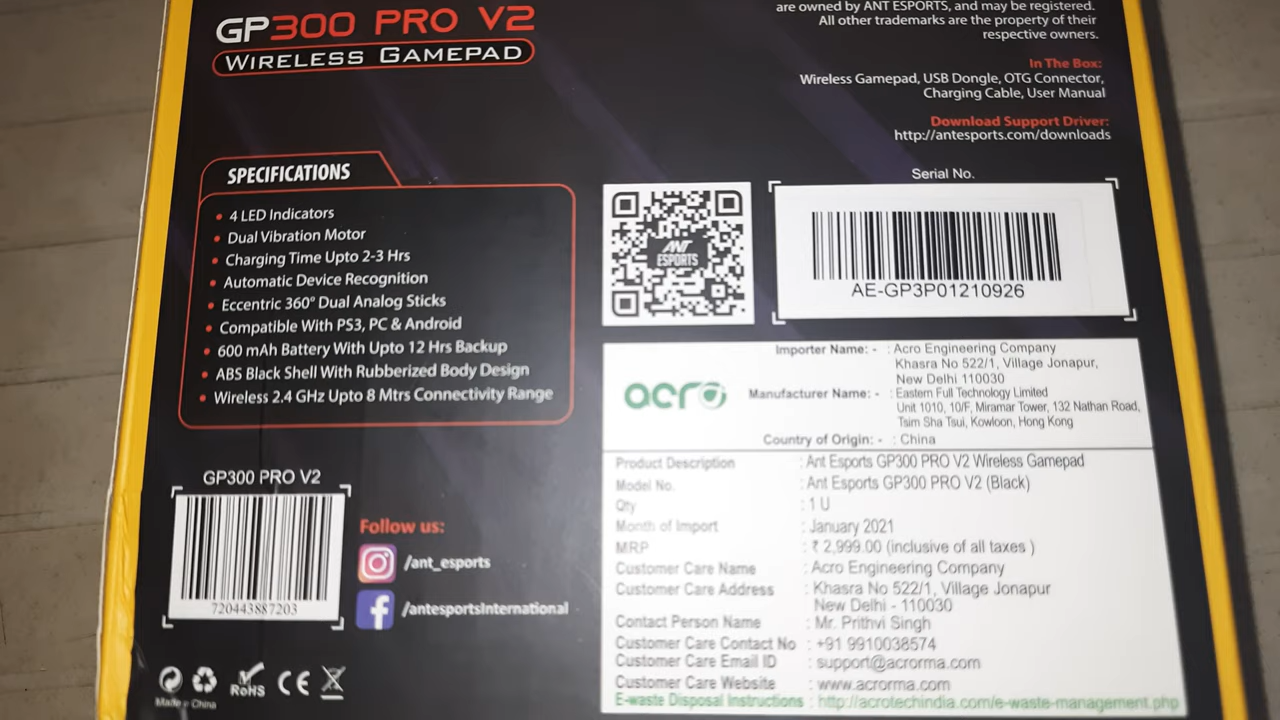 GP300 PRO V2
WIRELESS GAMEPAD
are owned by ANT ESPORTS, and may be registered.
All other trademarks are the property of their
respective owners.
In The Box:
Wireless Gamepad, USB Dongle, OTG Connector,
Charging Cable, User Manual
Download Support Driver:
http://antesports.com/downloads
SPECIFICATIONS
• 4 LED Indicators
• Dual Vibration Motor
• Charging Time Upto 2-3 Hrs
• Automatic Device Recognition
• Eccentric 360° Dual Analog Sticks
• Compatible With PS3, PC & Android
• 600 mAh Battery With Upto 12 Hrs Backup
• ABS Black Shell With Rubberized Body Design
• Wireless 2.4 GHz Upto 8 Mtrs Connectivity Range
ANT
ESPORTS
Serial No.
AE-GP3P01210926
acro
Importer Name: - : Acro Engineering Company
Khasra No 522/1, Village Jonapur,
New Delhi 110030
Manufacturer Name: - : Eastern Full Technology Limited
Unit 1010, 10/F, Miramar Tower, 132 Nathan Road,
Tsim Sha Tsui, Kowloon, Hong Kong
Country of Origin: - : China
Product Description : Ant Esports GP300 PRO V2 Wireless Gamepad
Model No. : Ant Esports GP300 PRO V2 (Black)
Qty : 1 U
Month of Import : January 2021
MRP : ₹ 2,999.00 (inclusive of all taxes )
Customer Care Name : Acro Engineering Company
Customer Care Address : Khasra No 522/1, Village Jonapur
New Delhi - 110030
Contact Person Name : Mr. Prithvi Singh
Customer Care Contact No : +91 9910038574
Customer Care Email ID : support@acrorma.com
Customer Care Website : www.acrorma.com
E-waste Disposal Instructions : http://acrotechindia.com/e-waste-management.php
GP300 PRO V2
720443887203
Follow us:
/ant_esports
/antesportsInternational
RoHS
CE
Made in China